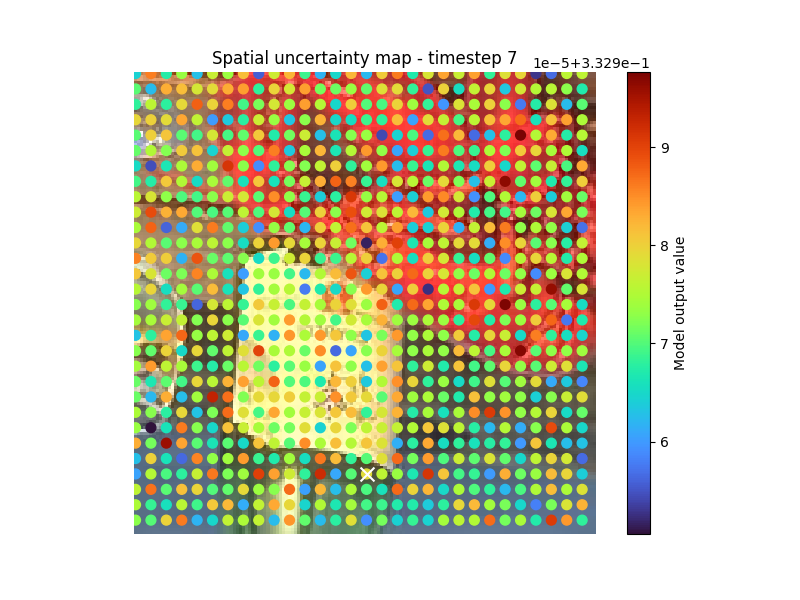 Spatial uncertainty map - timestep 7
1e-5+3.329e-1
9
8
7
6
Model output value